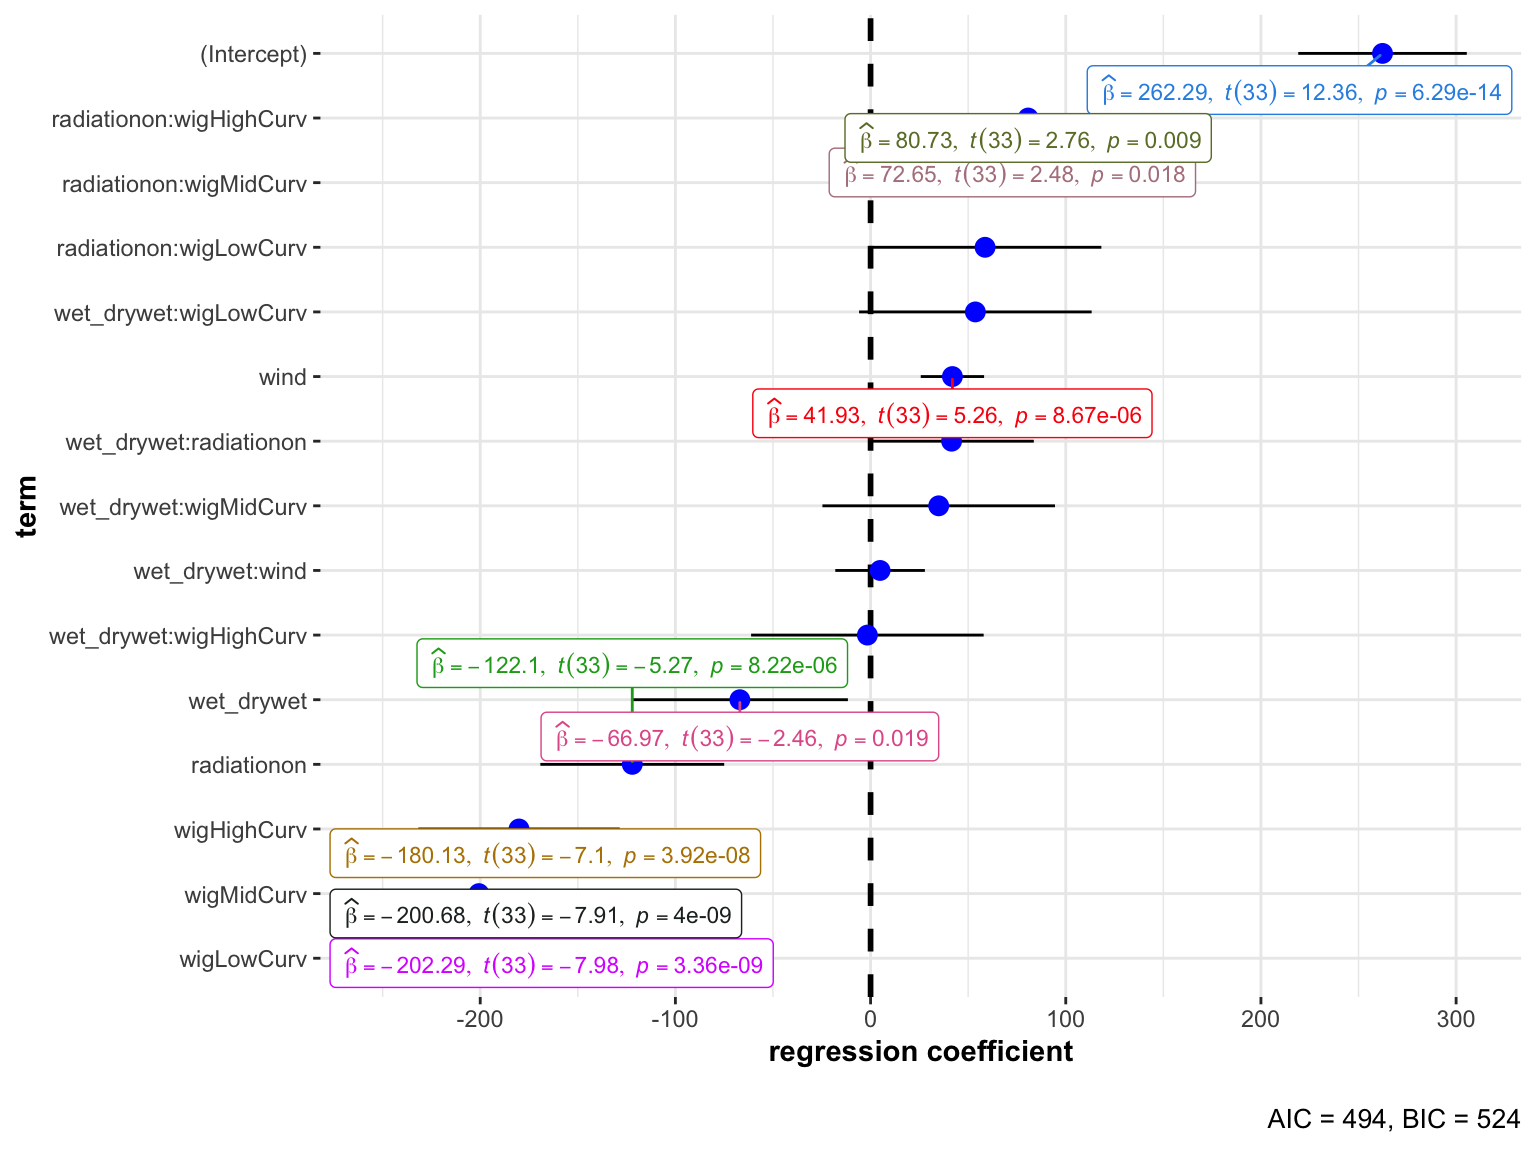 (Intercept)
β̂ = 262.29, t(33) = 12.36, p = 6.29e-14
radiationon:wigHighCurv
β̂ = 80.73, t(33) = 2.76, p = 0.009
radiationon:wigMidCurv
β̂ = 72.65, t(33) = 2.48, p = 0.018
radiationon:wigLowCurv
wet_drywet:wigLowCurv
wind
β̂ = 41.93, t(33) = 5.26, p = 8.67e-06
wet_drywet:radiationon
wet_drywet:wigMidCurv
wet_drywet:wind
wet_drywet:wigHighCurv
β̂ = −122.1, t(33) = −5.27, p = 8.22e-06
wet_drywet
β̂ = −66.97, t(33) = −2.46, p = 0.019
radiationon
wigHighCurv
β̂ = −180.13, t(33) = −7.1, p = 3.92e-08
wigMidCurv
β̂ = −200.68, t(33) = −7.91, p = 4e-09
wigLowCurv
β̂ = −202.29, t(33) = −7.98, p = 3.36e-09
term
-200 -100 0 100 200 300
regression coefficient
AIC = 494, BIC = 524